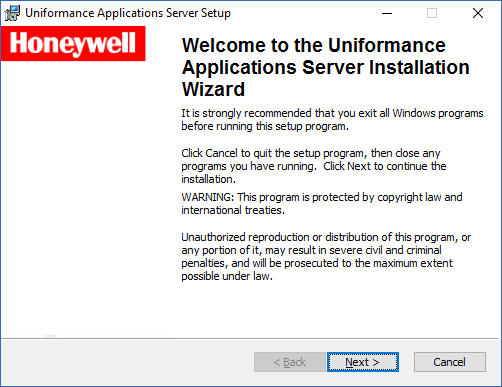 Uniformance Applications Server Setup
Honeywell
Welcome to the Uniformance
Applications Server Installation
Wizard
It is strongly recommended that you exit all Windows programs
before running this setup program.
Click Cancel to quit the setup program, then close any
programs you have running. Click Next to continue the
installation.
WARNING: This program is protected by copyright law and
international treaties.
Unauthorized reproduction or distribution of this program, or
any portion of it, may result in severe civil and criminal
penalties, and will be prosecuted to the maximum extent
possible under law.
< Back Next > Cancel